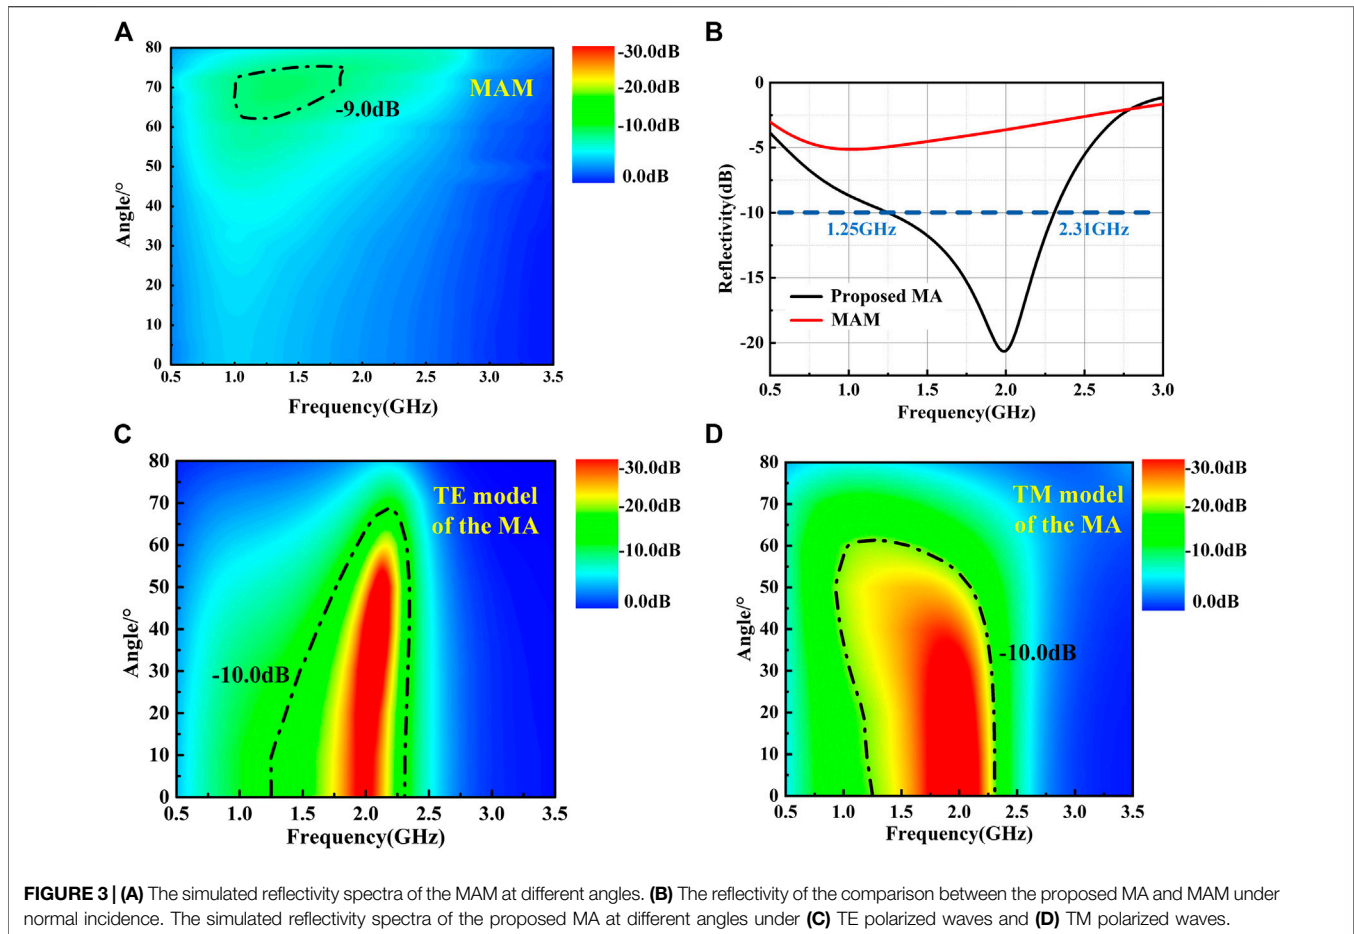 A
80
70
60
50
40
30
20
10
0
Angle/°
0.5 1.0 1.5 2.0 2.5 3.0 3.5
Frequency(GHz)
MAM
-9.0dB
-30.0dB
-20.0dB
-10.0dB
0.0dB
B
0
-5
-10
-15
-20
Reflectivity(dB)
0.5 1.0 1.5 2.0 2.5 3.0
Frequency(GHz)
1.25GHz
2.31GHz
Proposed MA
MAM
C
80
70
60
50
40
30
20
10
0
Angle/°
0.5 1.0 1.5 2.0 2.5 3.0 3.5
Frequency(GHz)
TE model
of the MA
-10.0dB
-30.0dB
-20.0dB
-10.0dB
0.0dB
D
80
70
60
50
40
30
20
10
0
Angle/°
0.5 1.0 1.5 2.0 2.5 3.0 3.5
Frequency(GHz)
TM model
of the MA
-10.0dB
-30.0dB
-20.0dB
-10.0dB
0.0dB
FIGURE 3 | (A) The simulated reflectivity spectra of the MAM at different angles. (B) The reflectivity of the comparison between the proposed MA and MAM under
normal incidence. The simulated reflectivity spectra of the proposed MA at different angles under (C) TE polarized waves and (D) TM polarized waves.